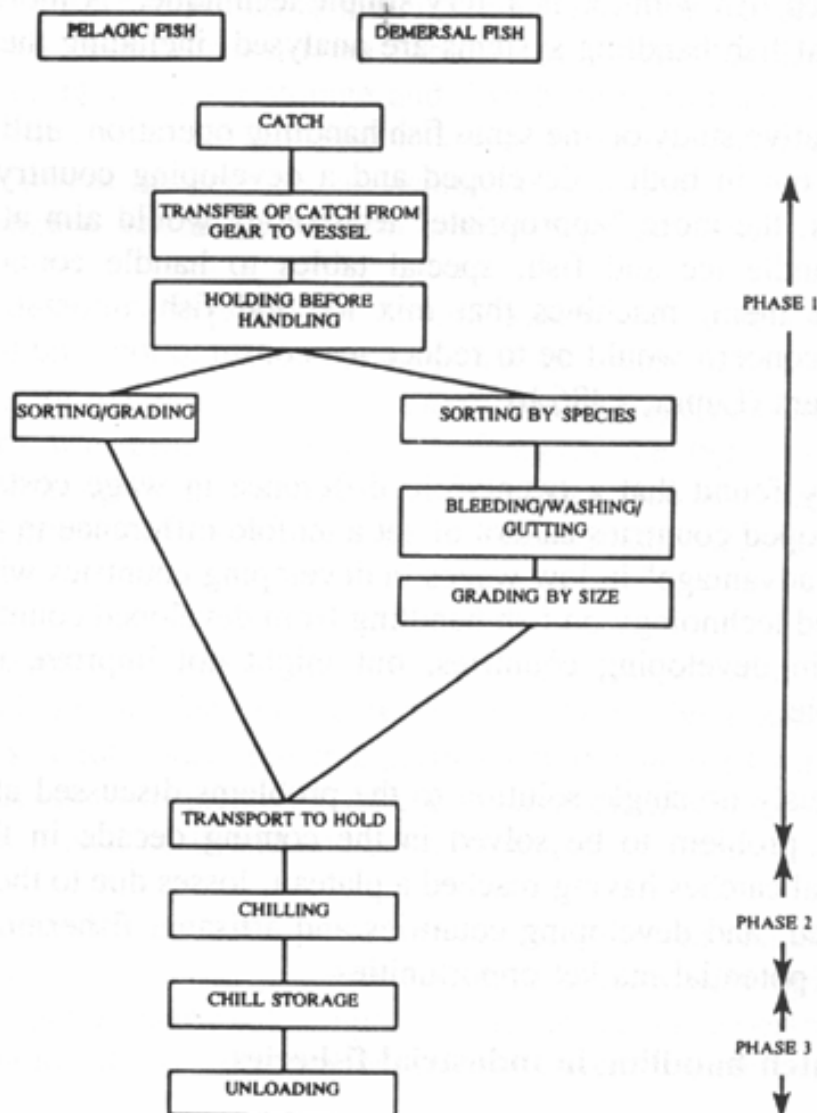 PELAGIC FISH
DEMERSAL FISH
CATCH
TRANSFER OF CATCH FROM
GEAR TO VESSEL
HOLDING BEFORE
HANDLING
PHASE 1
SORTING/GRADING
SORTING BY SPECIES
BLEEDING/WASHING/
GUTTING
GRADING BY SIZE
TRANSPORT TO HOLD
CHILLING
PHASE 2
CHILL STORAGE
PHASE 3
UNLOADING